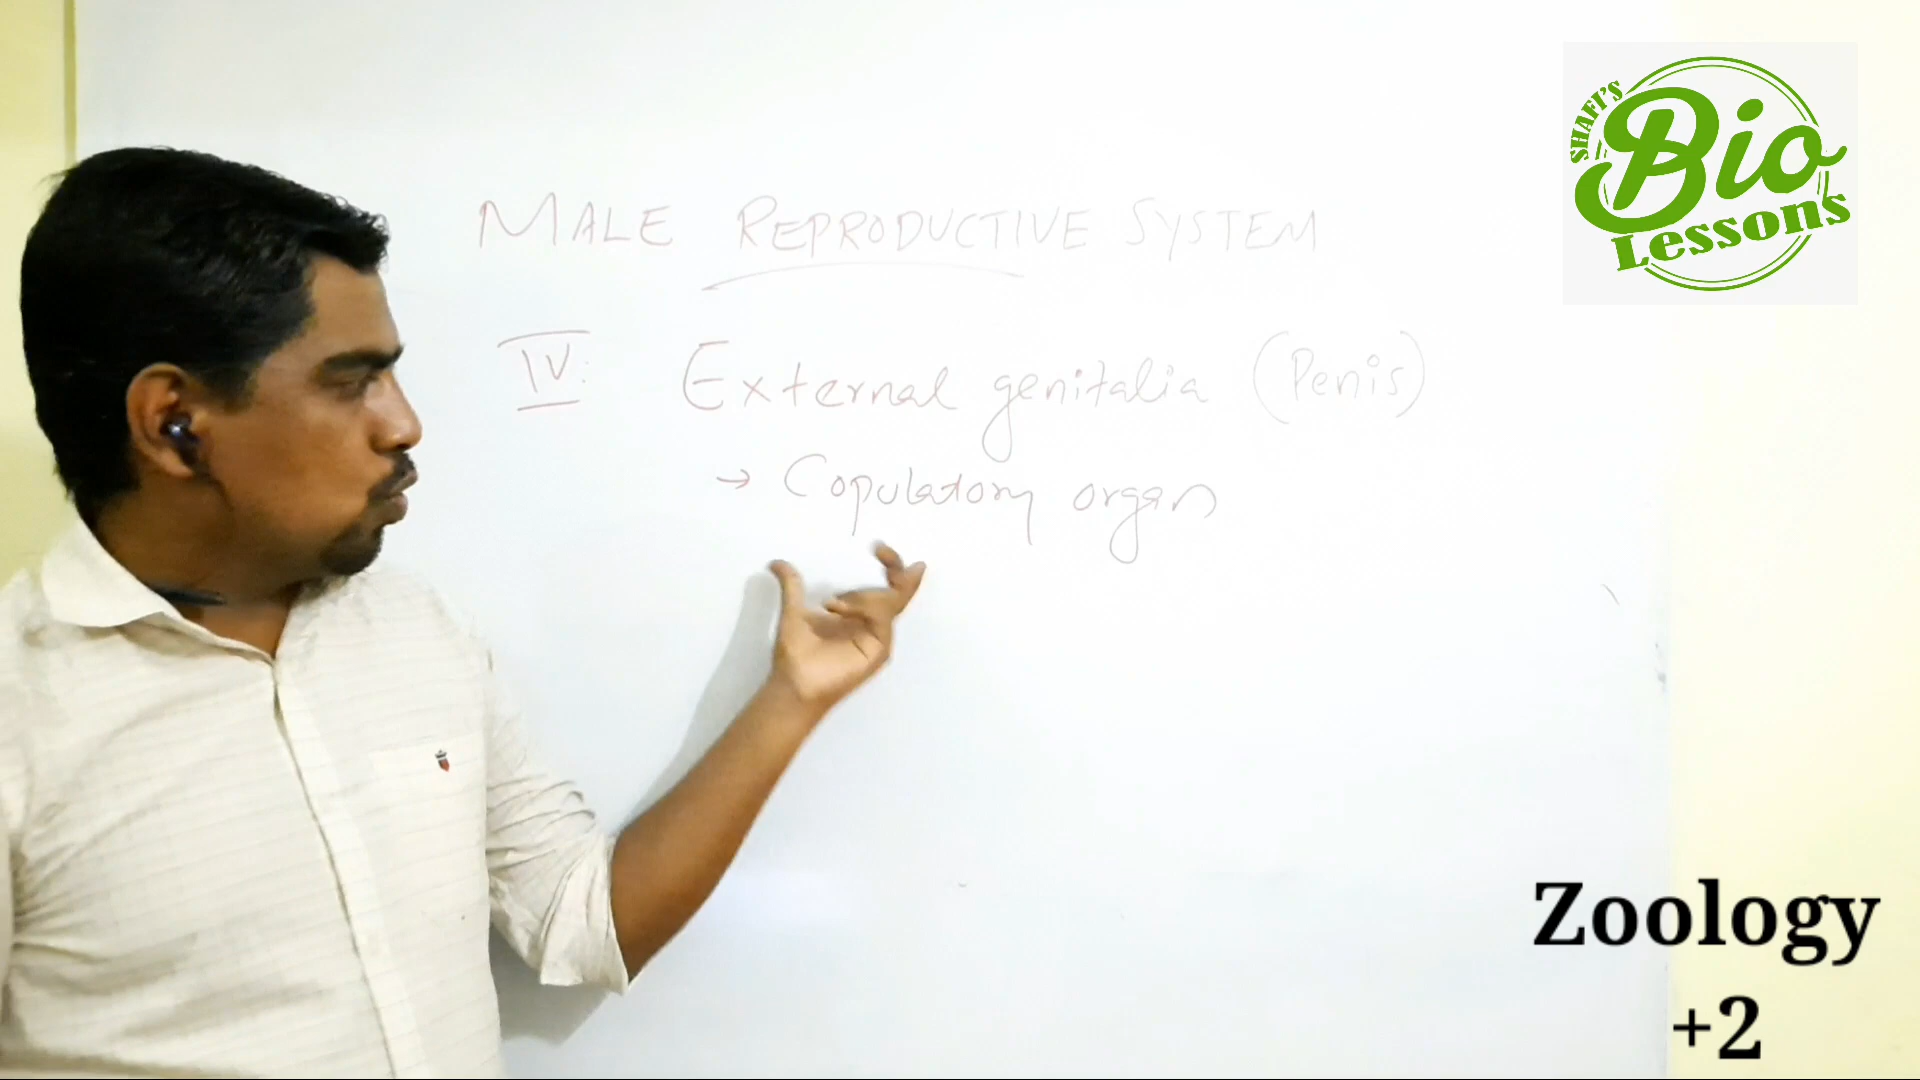 SHAFI'S
Bio
Lessons
MALE REPRODUCTIVE SYSTEM
IV: External genitalia (Penis)
→ Copulatory organ
Zoology
+2